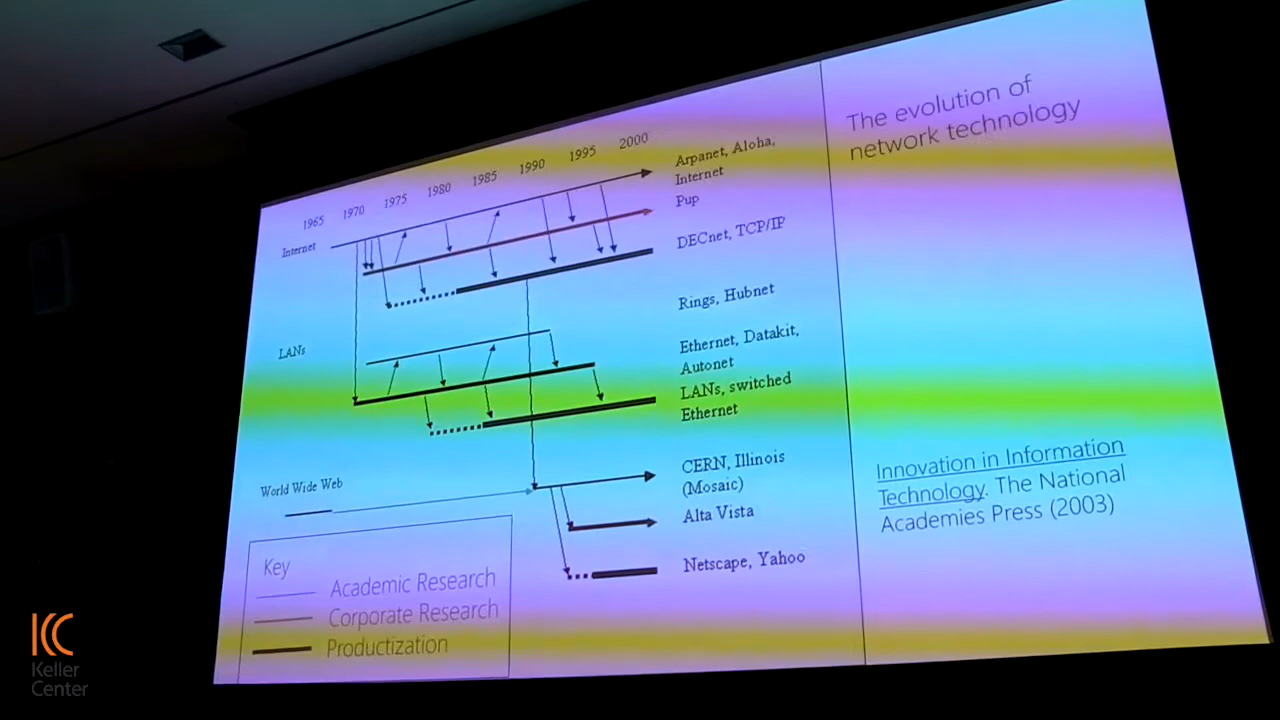 The evolution of
network technology
1965 1970 1975 1980 1985 1990 1995 2000
Internet
Arpanet, Aloha,
Internet
Pup
DECnet, TCP/IP
LANs
Rings, Hubnet
Ethernet, Datakit,
Autonet
LANs, switched
Ethernet
World Wide Web
CERN, Illinois
(Mosaic)
Alta Vista
Netscape, Yahoo
Key
Academic Research
Corporate Research
Productization
Innovation in Information
Technology. The National
Academies Press (2003)
KC
Keller
Center